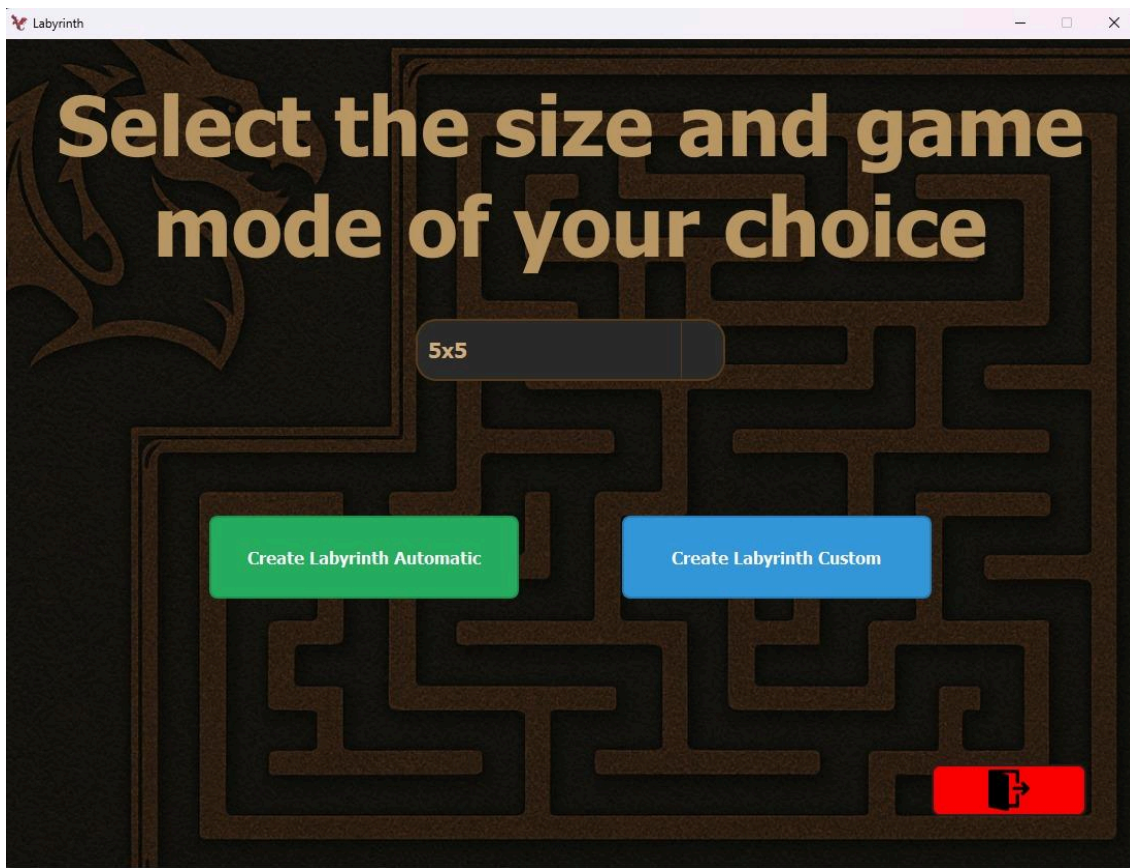 Labyrinth
Select the size and game
mode of your choice
5x5
Create Labyrinth Automatic
Create Labyrinth Custom